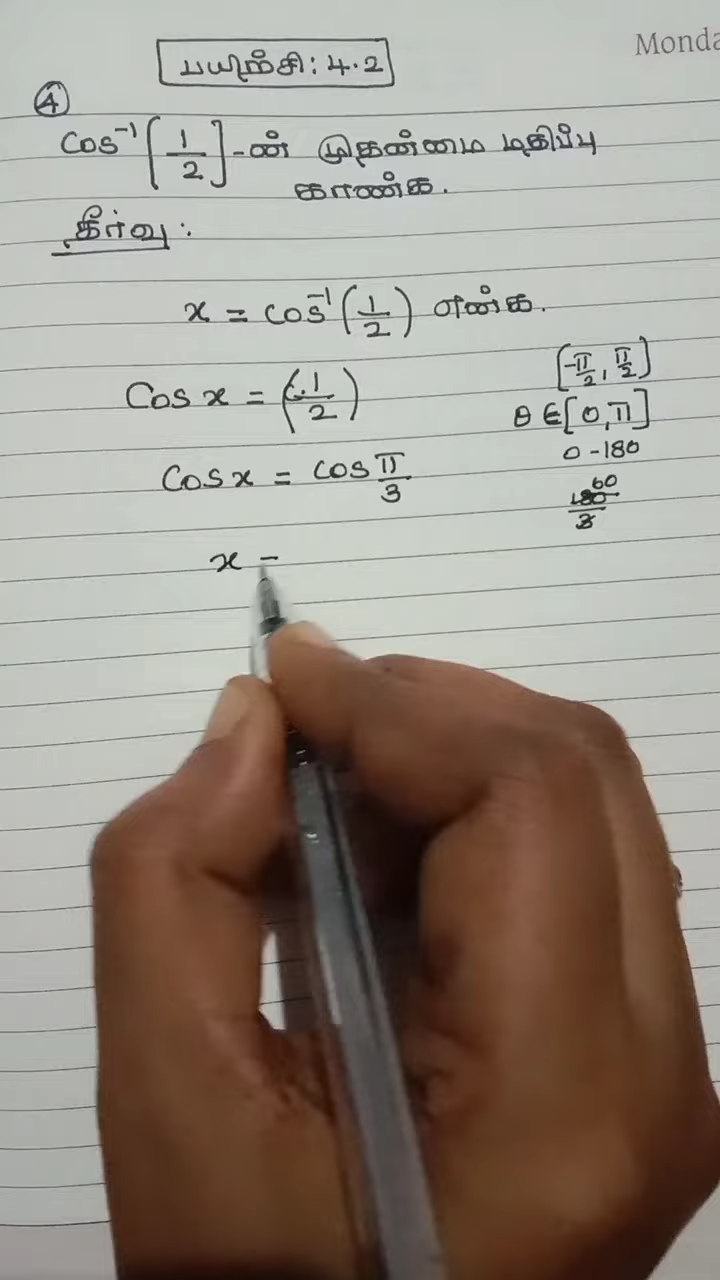 Monda
பயிற்சி: 4.2
④
cos⁻¹[1/2]-ன் முதன்மை மதிப்பு
காண்க.
தீர்வு:
x = cos⁻¹(1/2) என்க.
[-π/2, π/2]
Cos x = (1/2)
θ ∈ [0, π]
0 -180
Cos x = cos π/3
180/3 60
x =